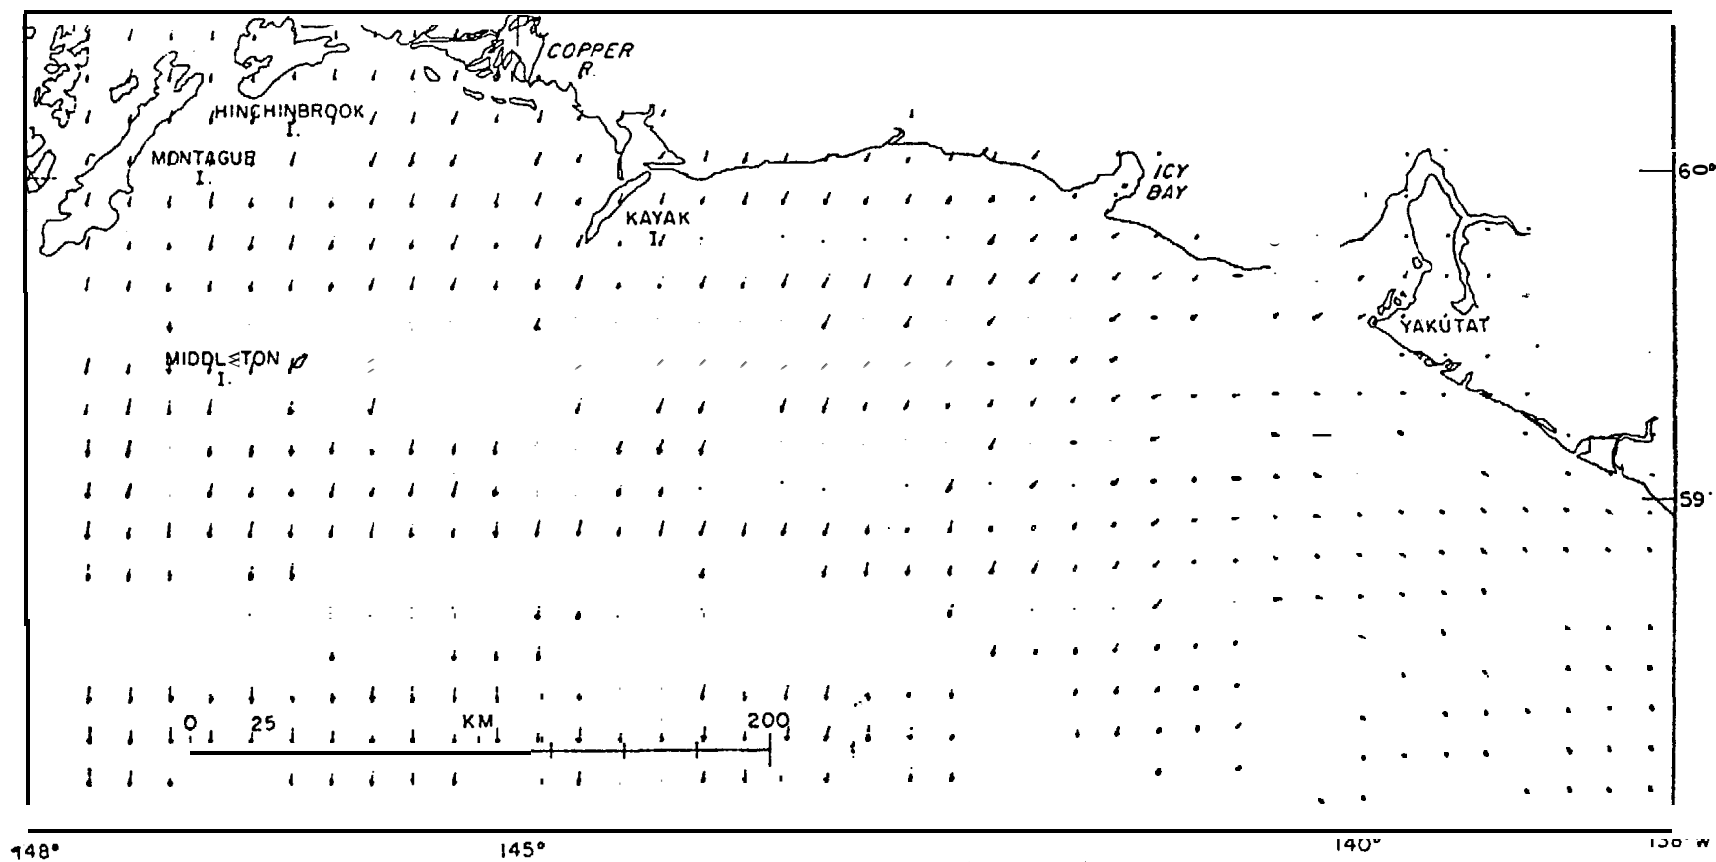 COPPER
R.
HINCHINBROOK
I.
MONTAGUE
I.
60°
ICY
BAY
KAYAK
I.
YAKUTAT
MIDDLETON
I.
59°
0 25 KM 200
148° 145° 140° W